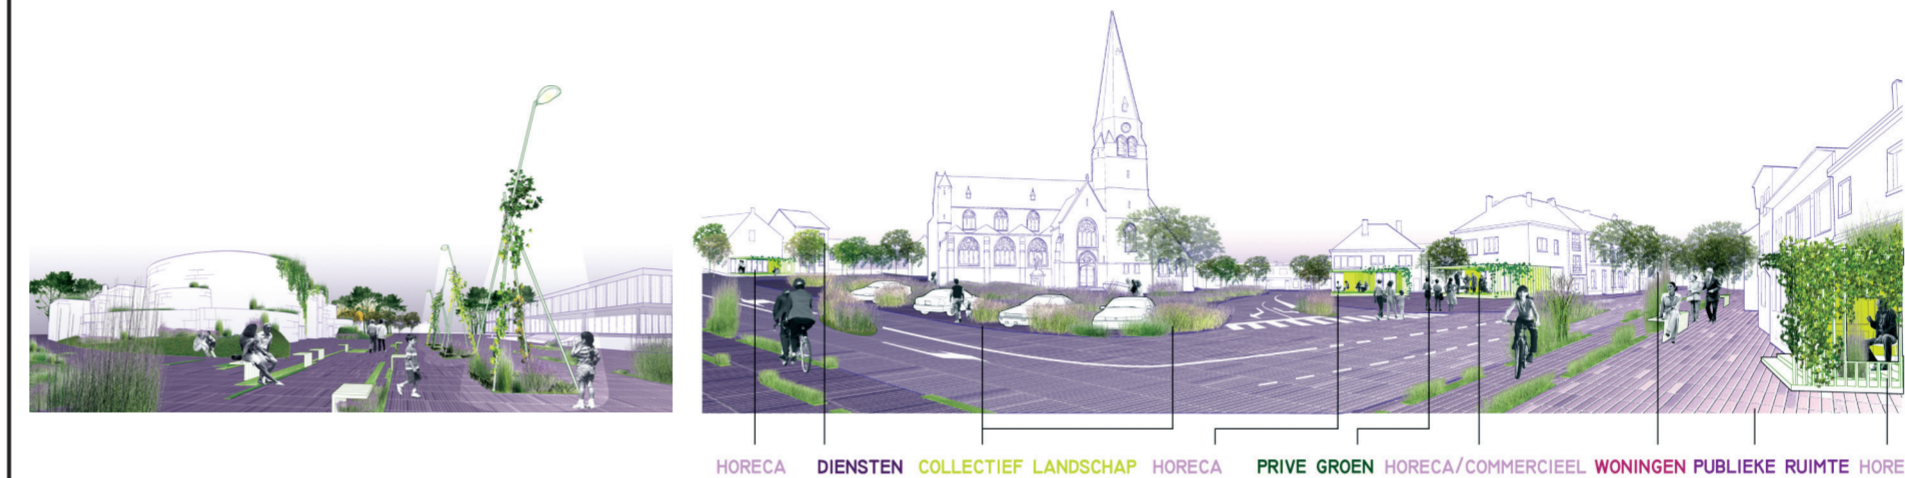 HORECA DIENSTEN COLLECTIEF LANDSCHAP HORECA PRIVE GROEN HORECA/COMMERCIEEL WONINGEN PUBLIEKE RUIMTE HORE